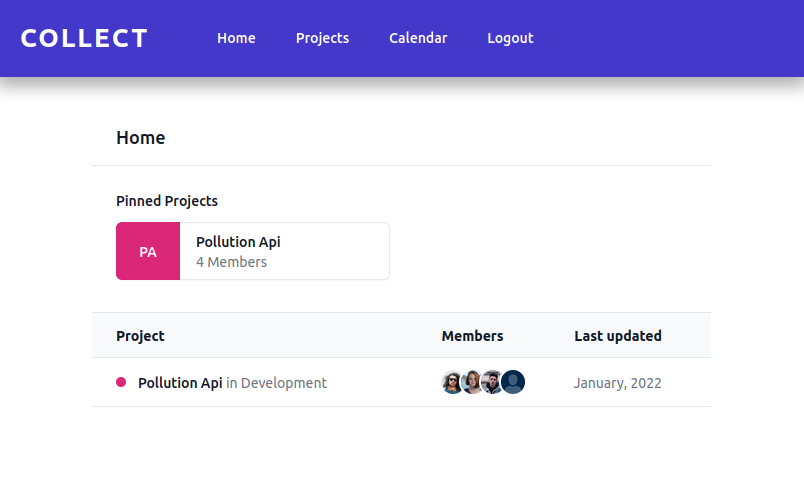 COLLECT Home Projects Calendar Logout
Home
Pinned Projects
PA
Pollution Api
4 Members
Project Members Last updated
Pollution Api in Development January, 2022